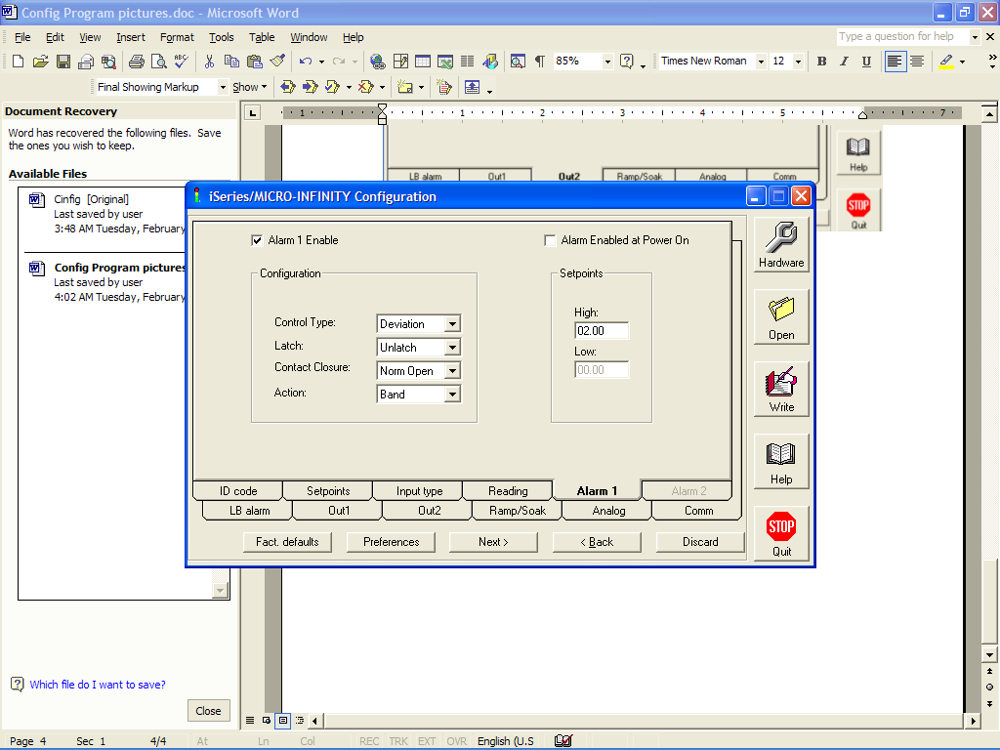 Config Program pictures.doc - Microsoft Word
File Edit View Insert Format Tools Table Window Help
Type a question for help
85%
Times New Roman
12
B I U
Final Showing Markup
Show
Document Recovery
Word has recovered the following files. Save
the ones you wish to keep.
Available Files
Cinfig [Original]
Last saved by user
3:48 AM Tuesday, February
Config Program pictures
Last saved by user
4:02 AM Tuesday, February
Which file do I want to save?
Close
L
1 1 2 3 4 5 7
LB alarm Out1 Out2 Ramp/Soak Analog Comm
Help
STOP
Quit
iSeries/MICRO-INFINITY Configuration
Alarm 1 Enable
Alarm Enabled at Power On
Configuration
Control Type: Deviation
Latch: Unlatch
Contact Closure: Norm Open
Action: Band
Setpoints
High:
02.00
Low:
00.00
ID code Setpoints Input type Reading Alarm 1 Alarm 2
LB alarm Out1 Out2 Ramp/Soak Analog Comm
Fact. defaults Preferences Next > < Back Discard
Hardware
Open
Write
Help
STOP
Quit
Page 4 Sec 1 4/4 At Ln Col REC TRK EXT OVR English (U.S